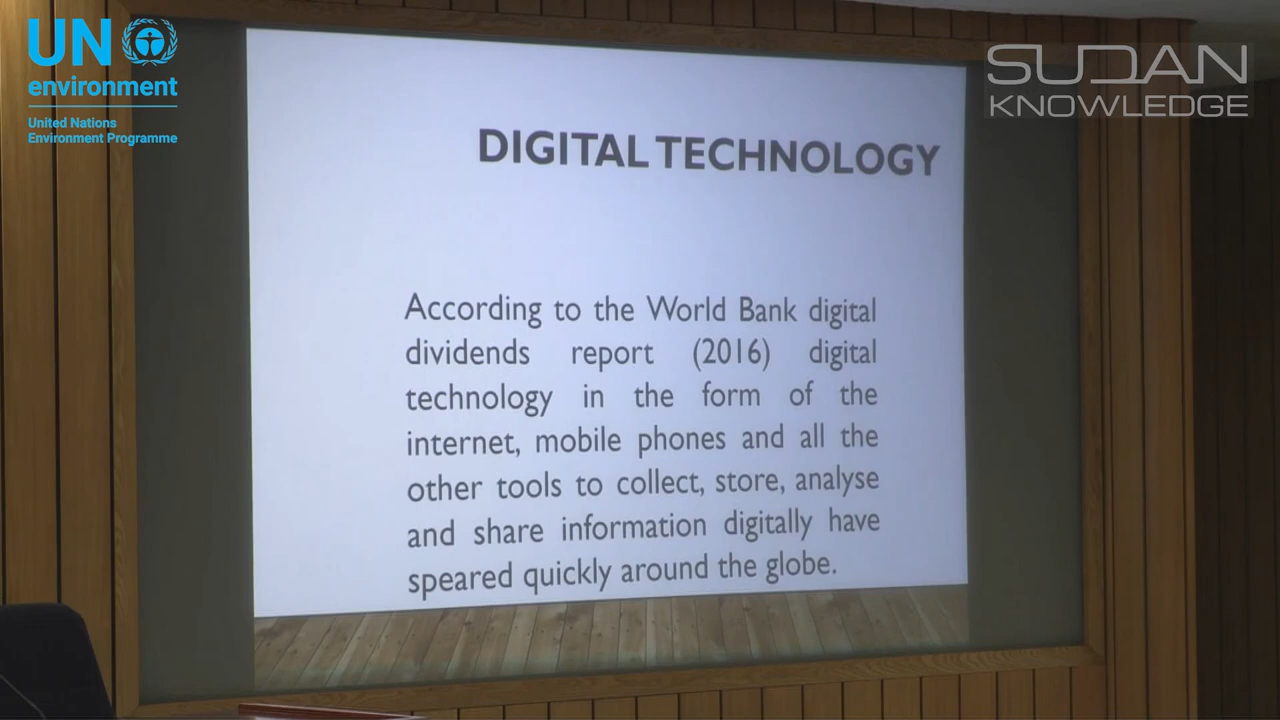 UN
environment
United Nations
Environment Programme
SUDAN
KNOWLEDGE
DIGITAL TECHNOLOGY
According to the World Bank digital
dividends report (2016) digital
technology in the form of the
internet, mobile phones and all the
other tools to collect, store, analyse
and share information digitally have
speared quickly around the globe.